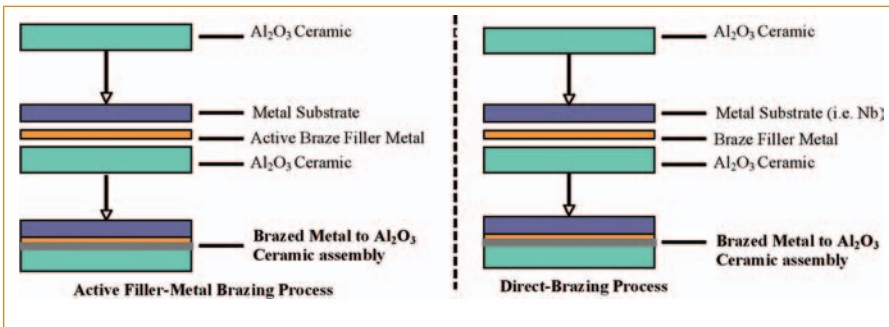 Al₂O₃ Ceramic
Metal Substrate
Active Braze Filler Metal
Al₂O₃ Ceramic
Brazed Metal to Al₂O₃
Ceramic assembly
Active Filler-Metal Brazing Process
Al₂O₃ Ceramic
Metal Substrate (i.e. Nb)
Braze Filler Metal
Al₂O₃ Ceramic
Brazed Metal to Al₂O₃
Ceramic assembly
Direct-Brazing Process